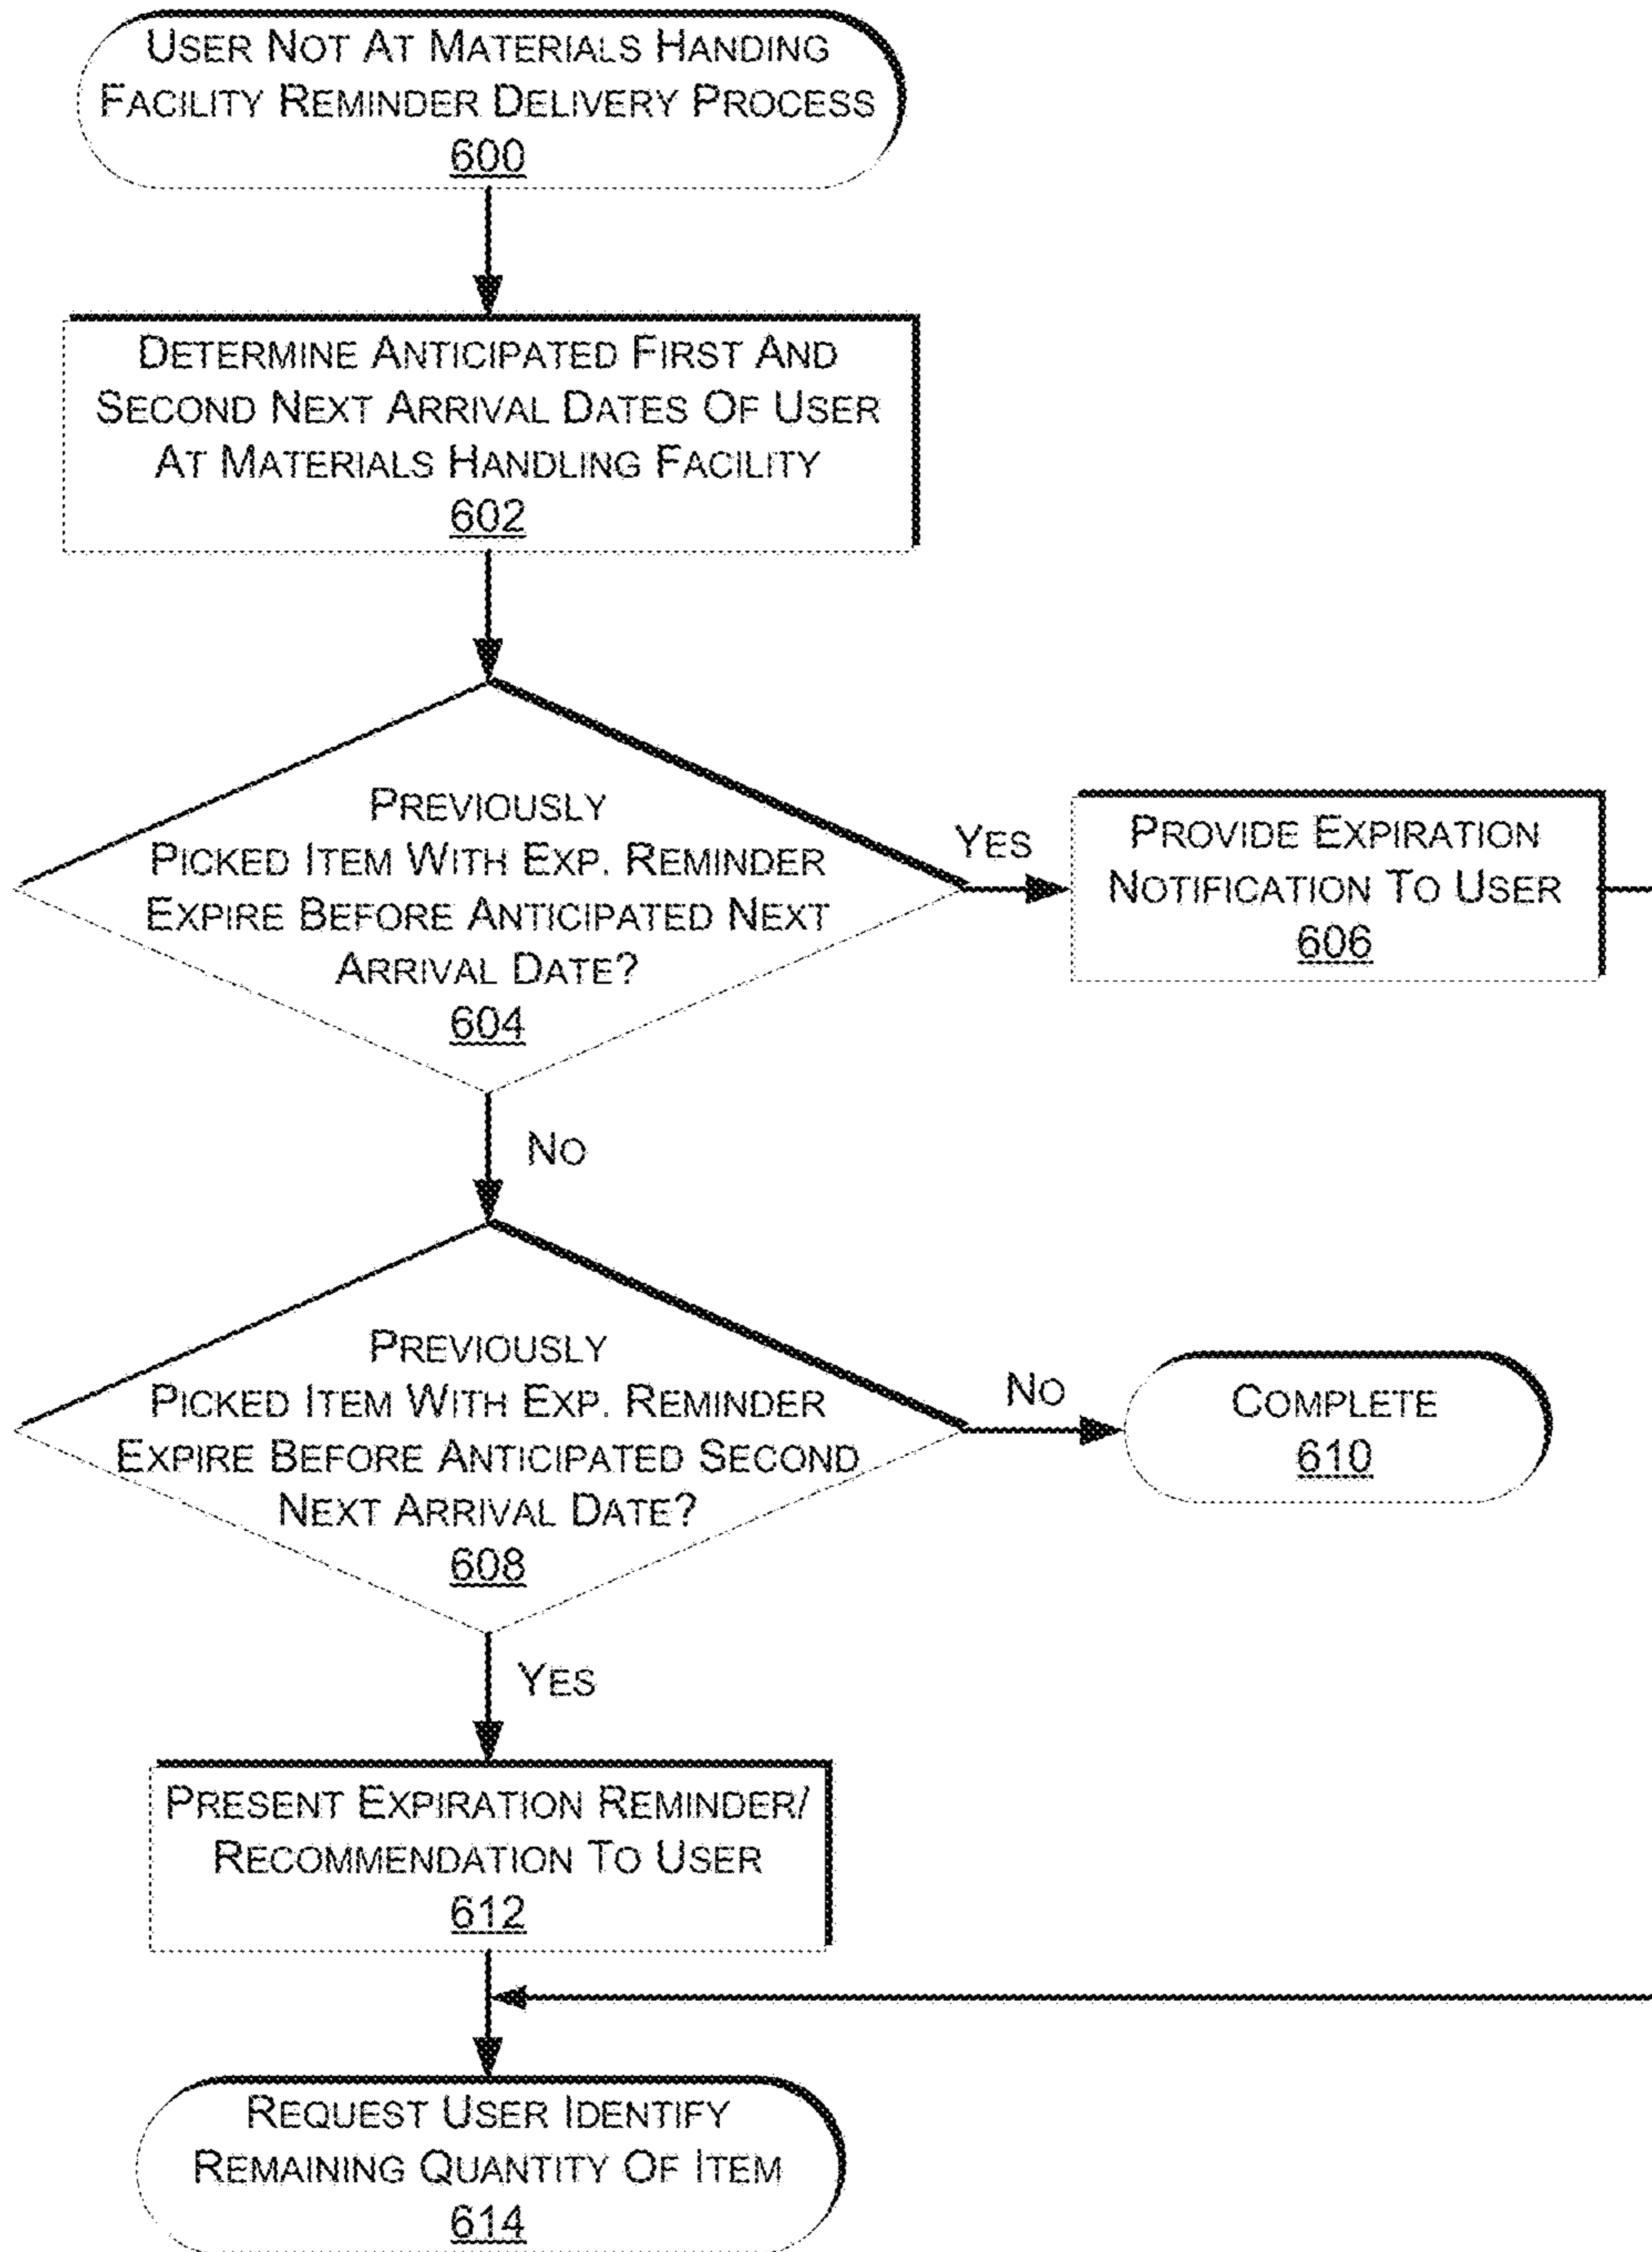 USER NOT AT MATERIALS HANDING
FACILITY REMINDER DELIVERY PROCESS
600
DETERMINE ANTICIPATED FIRST AND
SECOND NEXT ARRIVAL DATES OF USER
AT MATERIALS HANDLING FACILITY
602
PREVIOUSLY
PICKED ITEM WITH EXP. REMINDER
EXPIRE BEFORE ANTICIPATED NEXT
ARRIVAL DATE?
604
YES
PROVIDE EXPIRATION
NOTIFICATION TO USER
606
NO
PREVIOUSLY
PICKED ITEM WITH EXP. REMINDER
EXPIRE BEFORE ANTICIPATED SECOND
NEXT ARRIVAL DATE?
608
NO
COMPLETE
610
YES
PRESENT EXPIRATION REMINDER/
RECOMMENDATION TO USER
612
REQUEST USER IDENTIFY
REMAINING QUANTITY OF ITEM
614